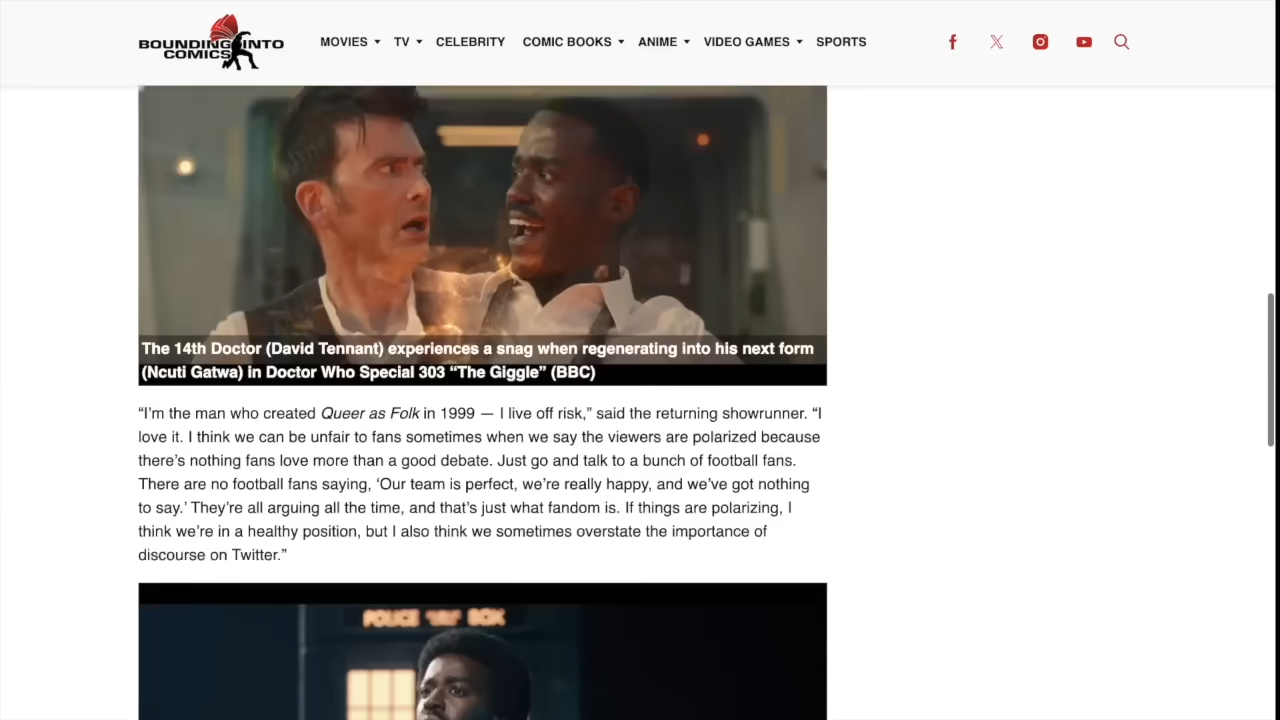 BOUNDING INTO
COMICS
MOVIES TV CELEBRITY COMIC BOOKS ANIME VIDEO GAMES SPORTS
The 14th Doctor (David Tennant) experiences a snag when regenerating into his next form
(Ncuti Gatwa) in Doctor Who Special 303 “The Giggle” (BBC)
“I’m the man who created Queer as Folk in 1999 — I live off risk,” said the returning showrunner. “I
love it. I think we can be unfair to fans sometimes when we say the viewers are polarized because
there’s nothing fans love more than a good debate. Just go and talk to a bunch of football fans.
There are no football fans saying, ‘Our team is perfect, we’re really happy, and we’ve got nothing
to say.’ They’re all arguing all the time, and that’s just what fandom is. If things are polarizing, I
think we’re in a healthy position, but I also think we sometimes overstate the importance of
discourse on Twitter.”
POLICE BOX